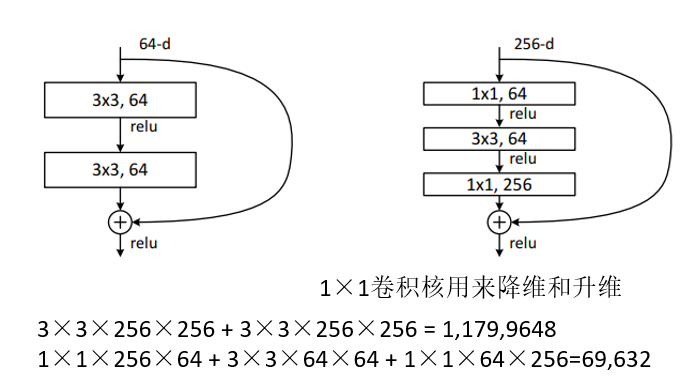 64-d
3x3, 64
relu
3x3, 64
relu
256-d
1x1, 64
relu
3x3, 64
relu
1x1, 256
relu
1×1卷积核用来降维和升维
3×3×256×256 + 3×3×256×256 = 1,179,9648
1×1×256×64 + 3×3×64×64 + 1×1×64×256=69,632